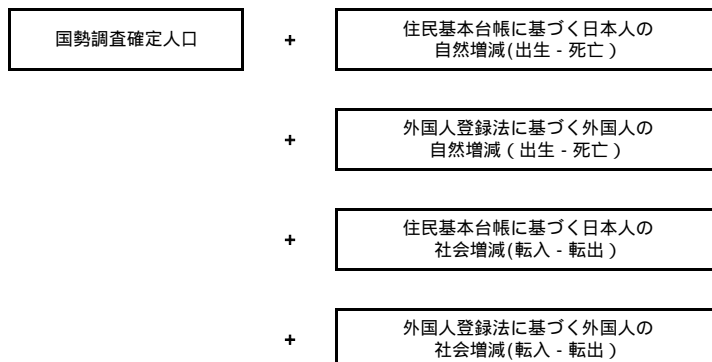 国勢調査確定人口
+
住民基本台帳に基づく日本人の
自然増減(出生 - 死亡 )
+
外国人登録法に基づく外国人の
自然増減 ( 出生 - 死亡 )
+
住民基本台帳に基づく日本人の
社会増減(転入 - 転出 )
+
外国人登録法に基づく外国人の
社会増減(転入 - 転出 )